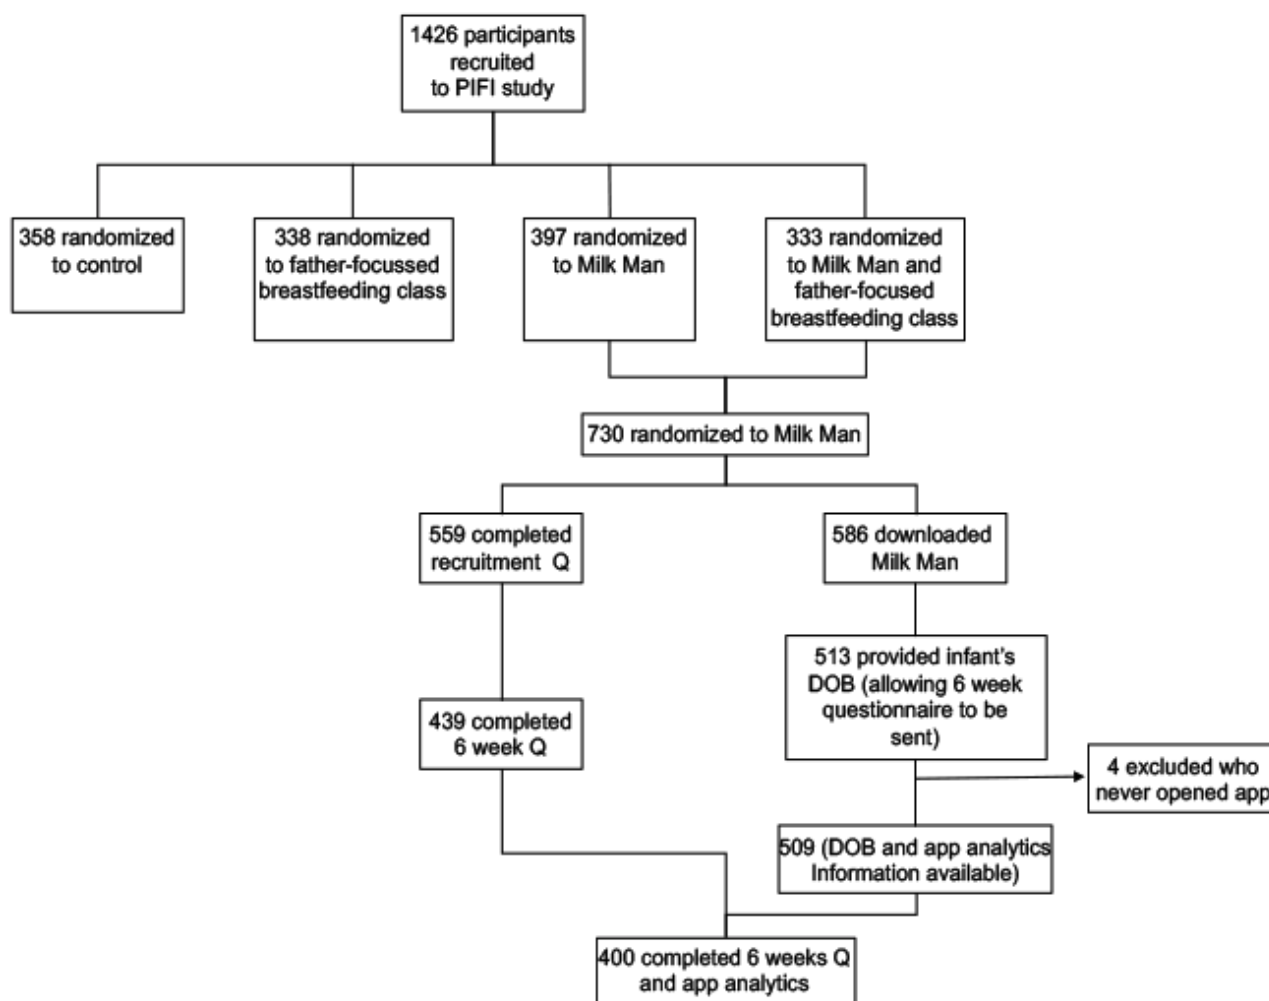 1426 participants
recruited
to PIFI study
358 randomized
to control
338 randomized
to father-focussed
breastfeeding class
397 randomized
to Milk Man
333 randomized
to Milk Man and
father-focused
breastfeeding class
730 randomized to Milk Man
559 completed
recruitment Q
586 downloaded
Milk Man
513 provided infant's
DOB (allowing 6 week
questionnaire to be
sent)
439 completed
6 week Q
4 excluded who
never opened app
509 (DOB and app analytics
Information available)
400 completed 6 weeks Q
and app analytics